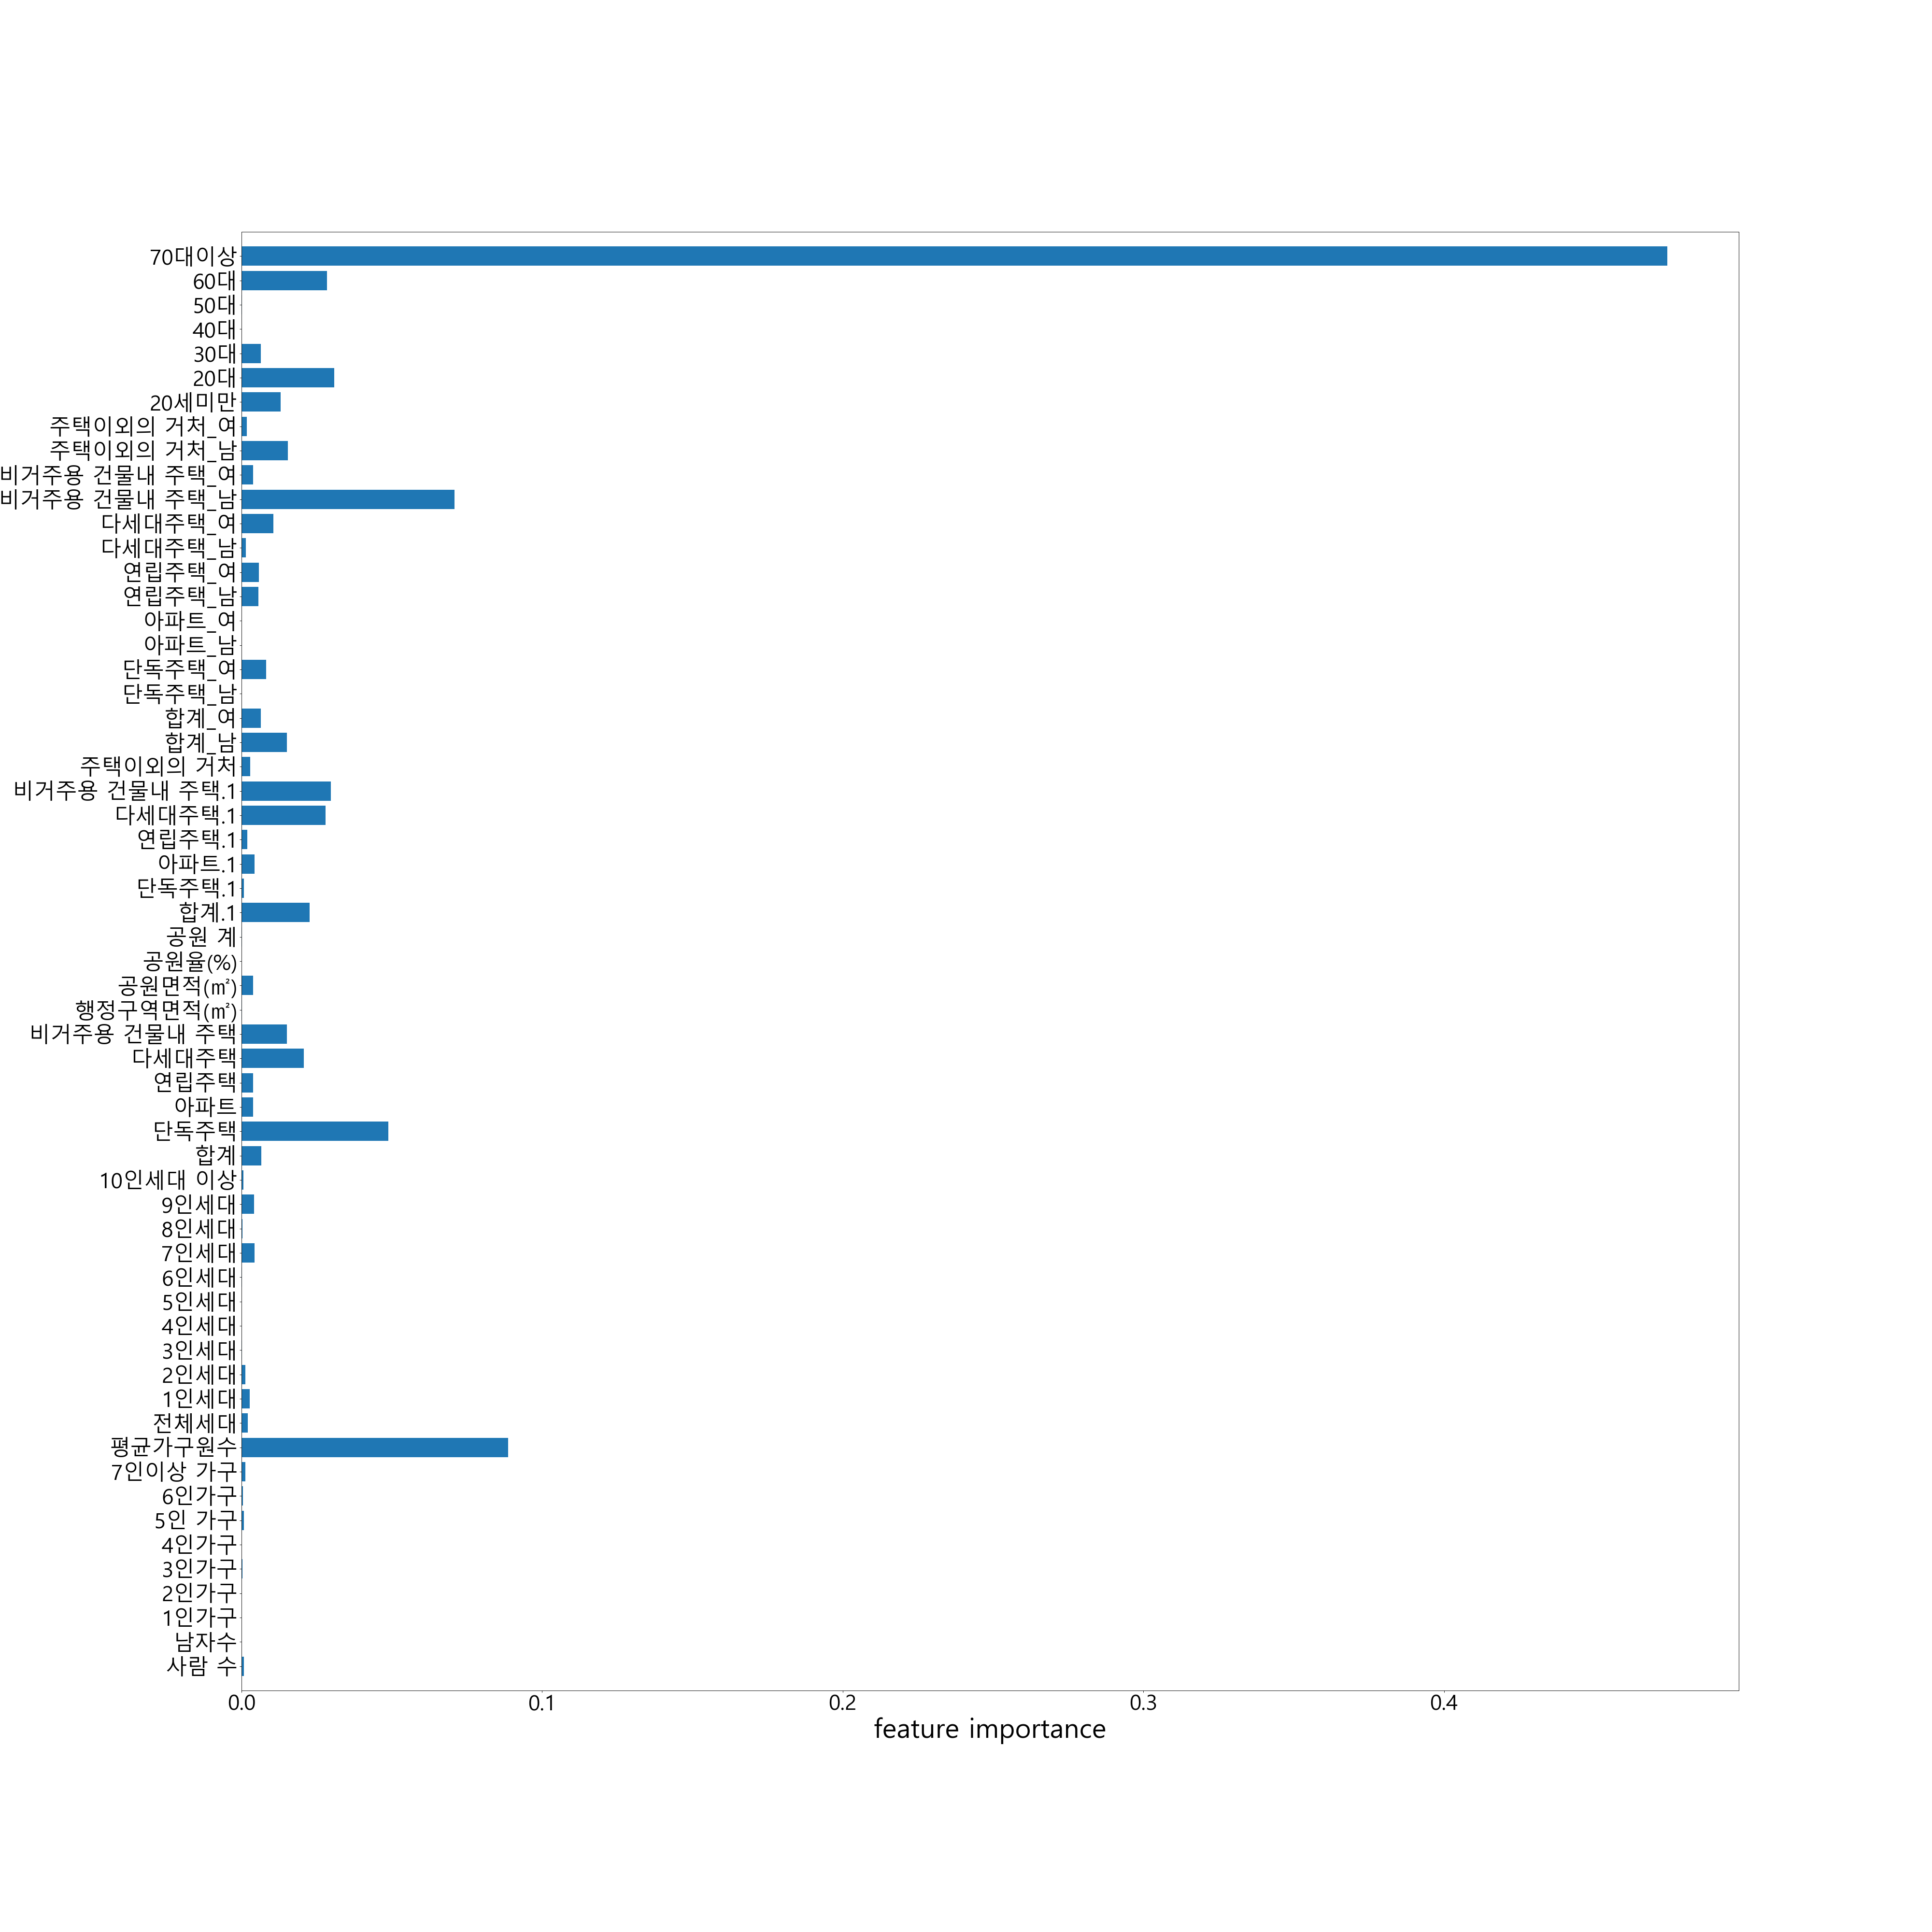 70대이상
60대
50대
40대
30대
20대
20세미만
주택이외의 거처_여
주택이외의 거처_남
비거주용 건물내 주택_여
비거주용 건물내 주택_남
다세대주택_여
다세대주택_남
연립주택_여
연립주택_남
아파트_여
아파트_남
단독주택_여
단독주택_남
합계_여
합계_남
주택이외의 거처
비거주용 건물내 주택.1
다세대주택.1
연립주택.1
아파트.1
단독주택.1
합계.1
공원 계
공원율(%)
공원면적(㎡)
행정구역면적(㎡)
비거주용 건물내 주택
다세대주택
연립주택
아파트
단독주택
합계
10인세대 이상
9인세대
8인세대
7인세대
6인세대
5인세대
4인세대
3인세대
2인세대
1인세대
전체세대
평균가구원수
7인이상 가구
6인가구
5인 가구
4인가구
3인가구
2인가구
1인가구
남자수
사람 수
0.0 0.1 0.2 0.3 0.4
feature importance